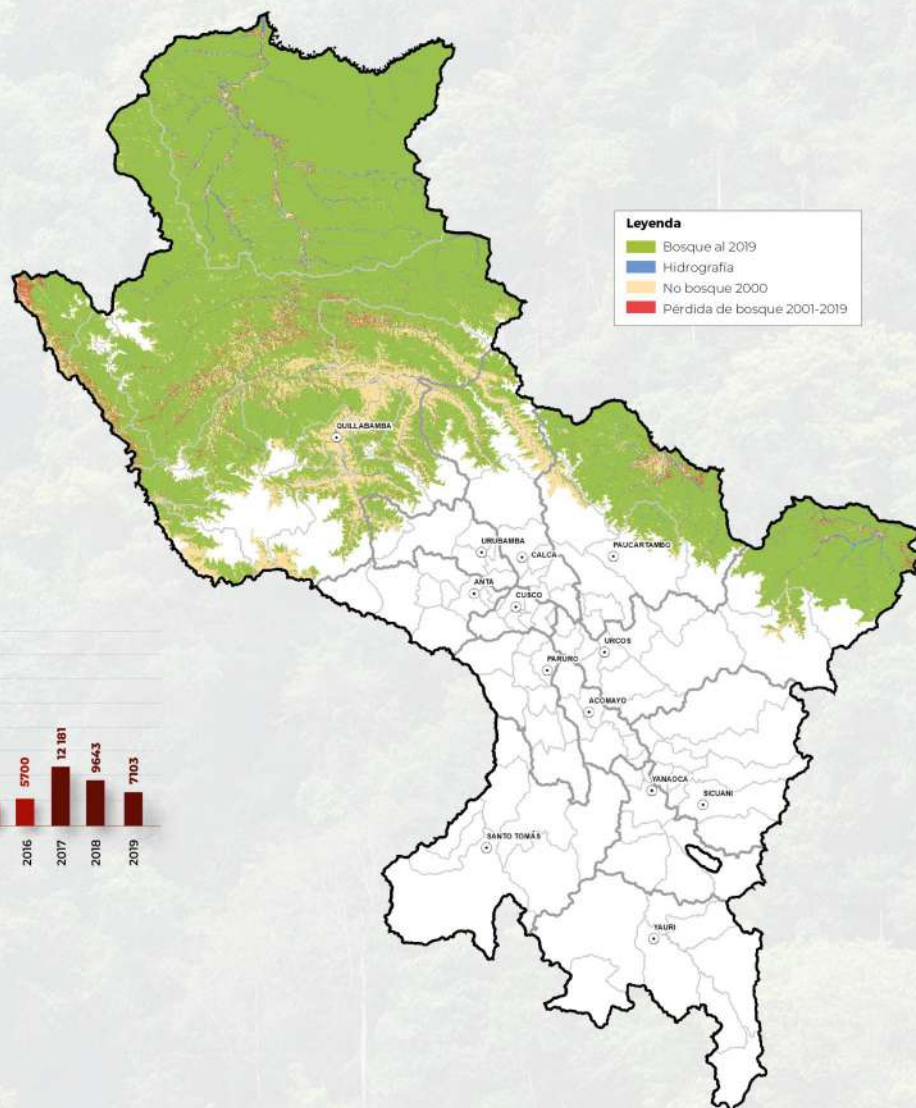 Leyenda
Bosque al 2019
Hidrografía
No bosque 2000
Pérdida de bosque 2001-2019
QUILLABAMBA
URUBAMBA
CALCA
PAUCARTAMBO
ANTA
CUSCO
URCOS
PARURO
ACOMAYO
YANAOCA
SICUANI
SANTO TOMÁS
YAURI
5700
12 181
9643
7103
2016
2017
2018
2019